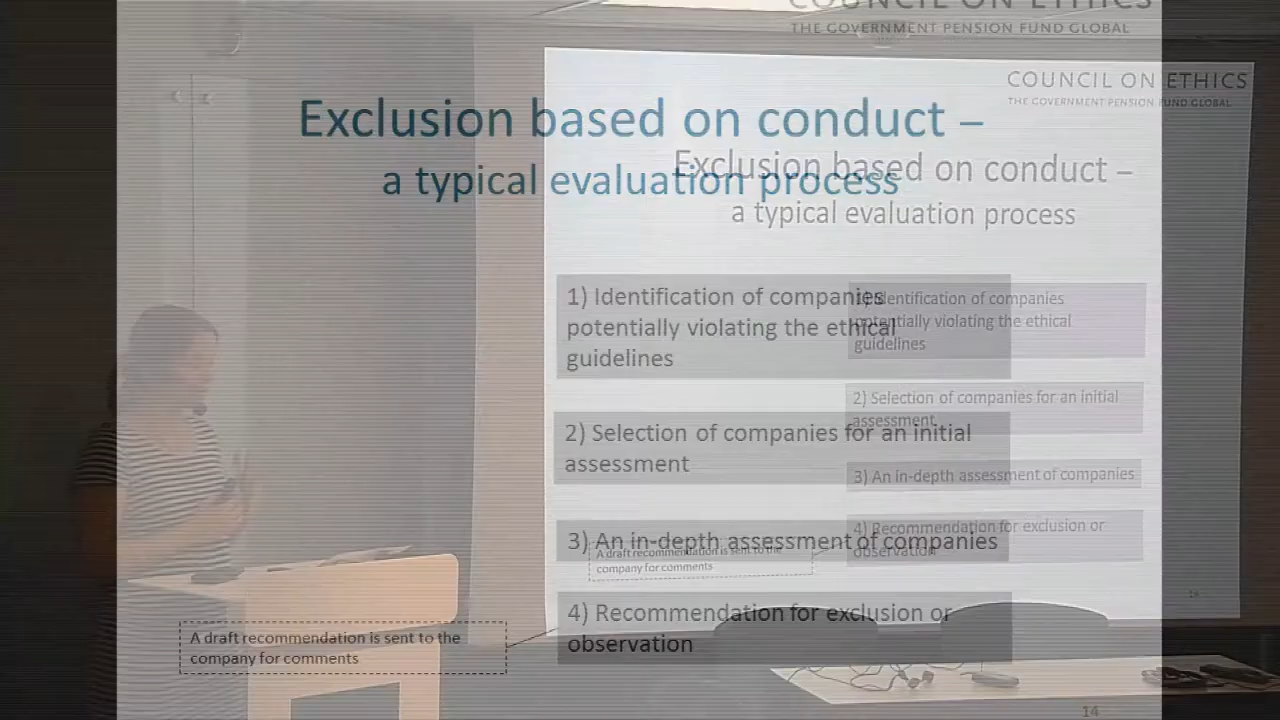 COUNCIL ON ETHICS
THE GOVERNMENT PENSION FUND GLOBAL
Exclusion based on conduct –
a typical evaluation process
1) Identification of companies
potentially violating the ethical
guidelines
2) Selection of companies for an initial
assessment
3) An in-depth assessment of companies
4) Recommendation for exclusion or
observation
A draft recommendation is sent to the
company for comments
14
COUNCIL ON ETHICS
THE GOVERNMENT PENSION FUND GLOBAL
Exclusion based on conduct –
a typical evaluation process
1) Identification of companies
potentially violating the ethical
guidelines
2) Selection of companies for an initial
assessment
3) An in-depth assessment of companies
4) Recommendation for exclusion or
observation
A draft recommendation is sent to the
company for comments
14